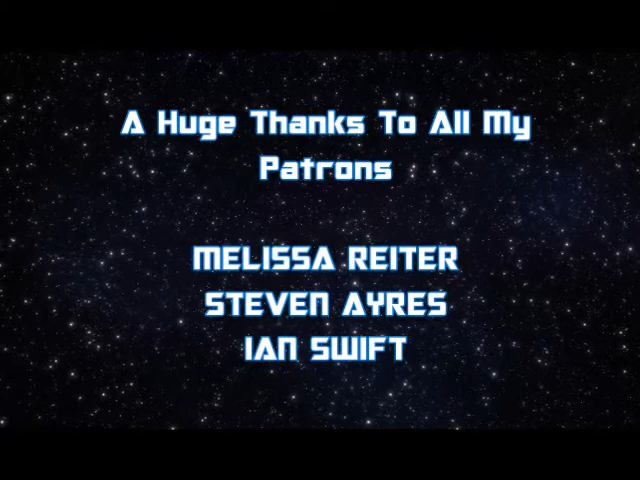 A Huge Thanks To All My
Patrons
MELISSA REITER
STEVEN AYRES
IAN SWIFT